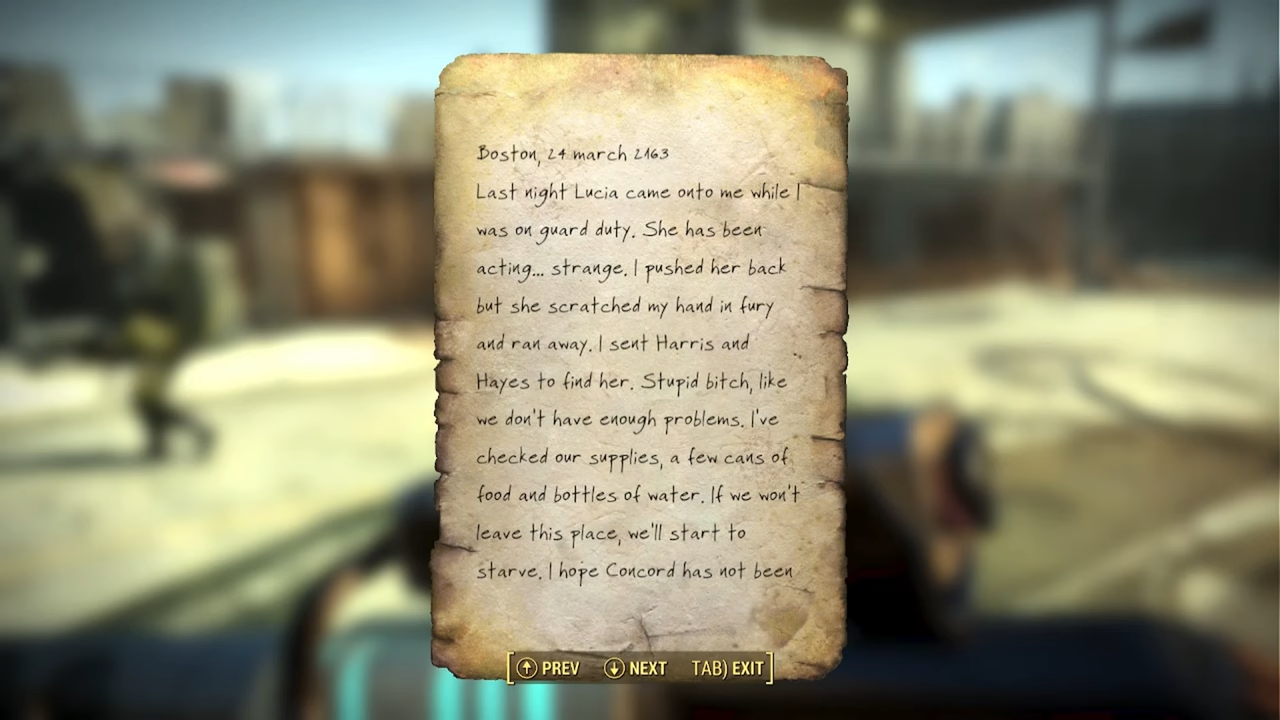 Boston, 24 march 2163
Last night Lucia came onto me while I
was on guard duty. She has been
acting... strange. I pushed her back
but she scratched my hand in fury
and ran away. I sent Harris and
Hayes to find her. Stupid bitch, like
we don't have enough problems. I've
checked our supplies, a few cans of
food and bottles of water. If we won't
leave this place, we'll start to
starve. I hope Concord has not been
PREV NEXT TAB) EXIT